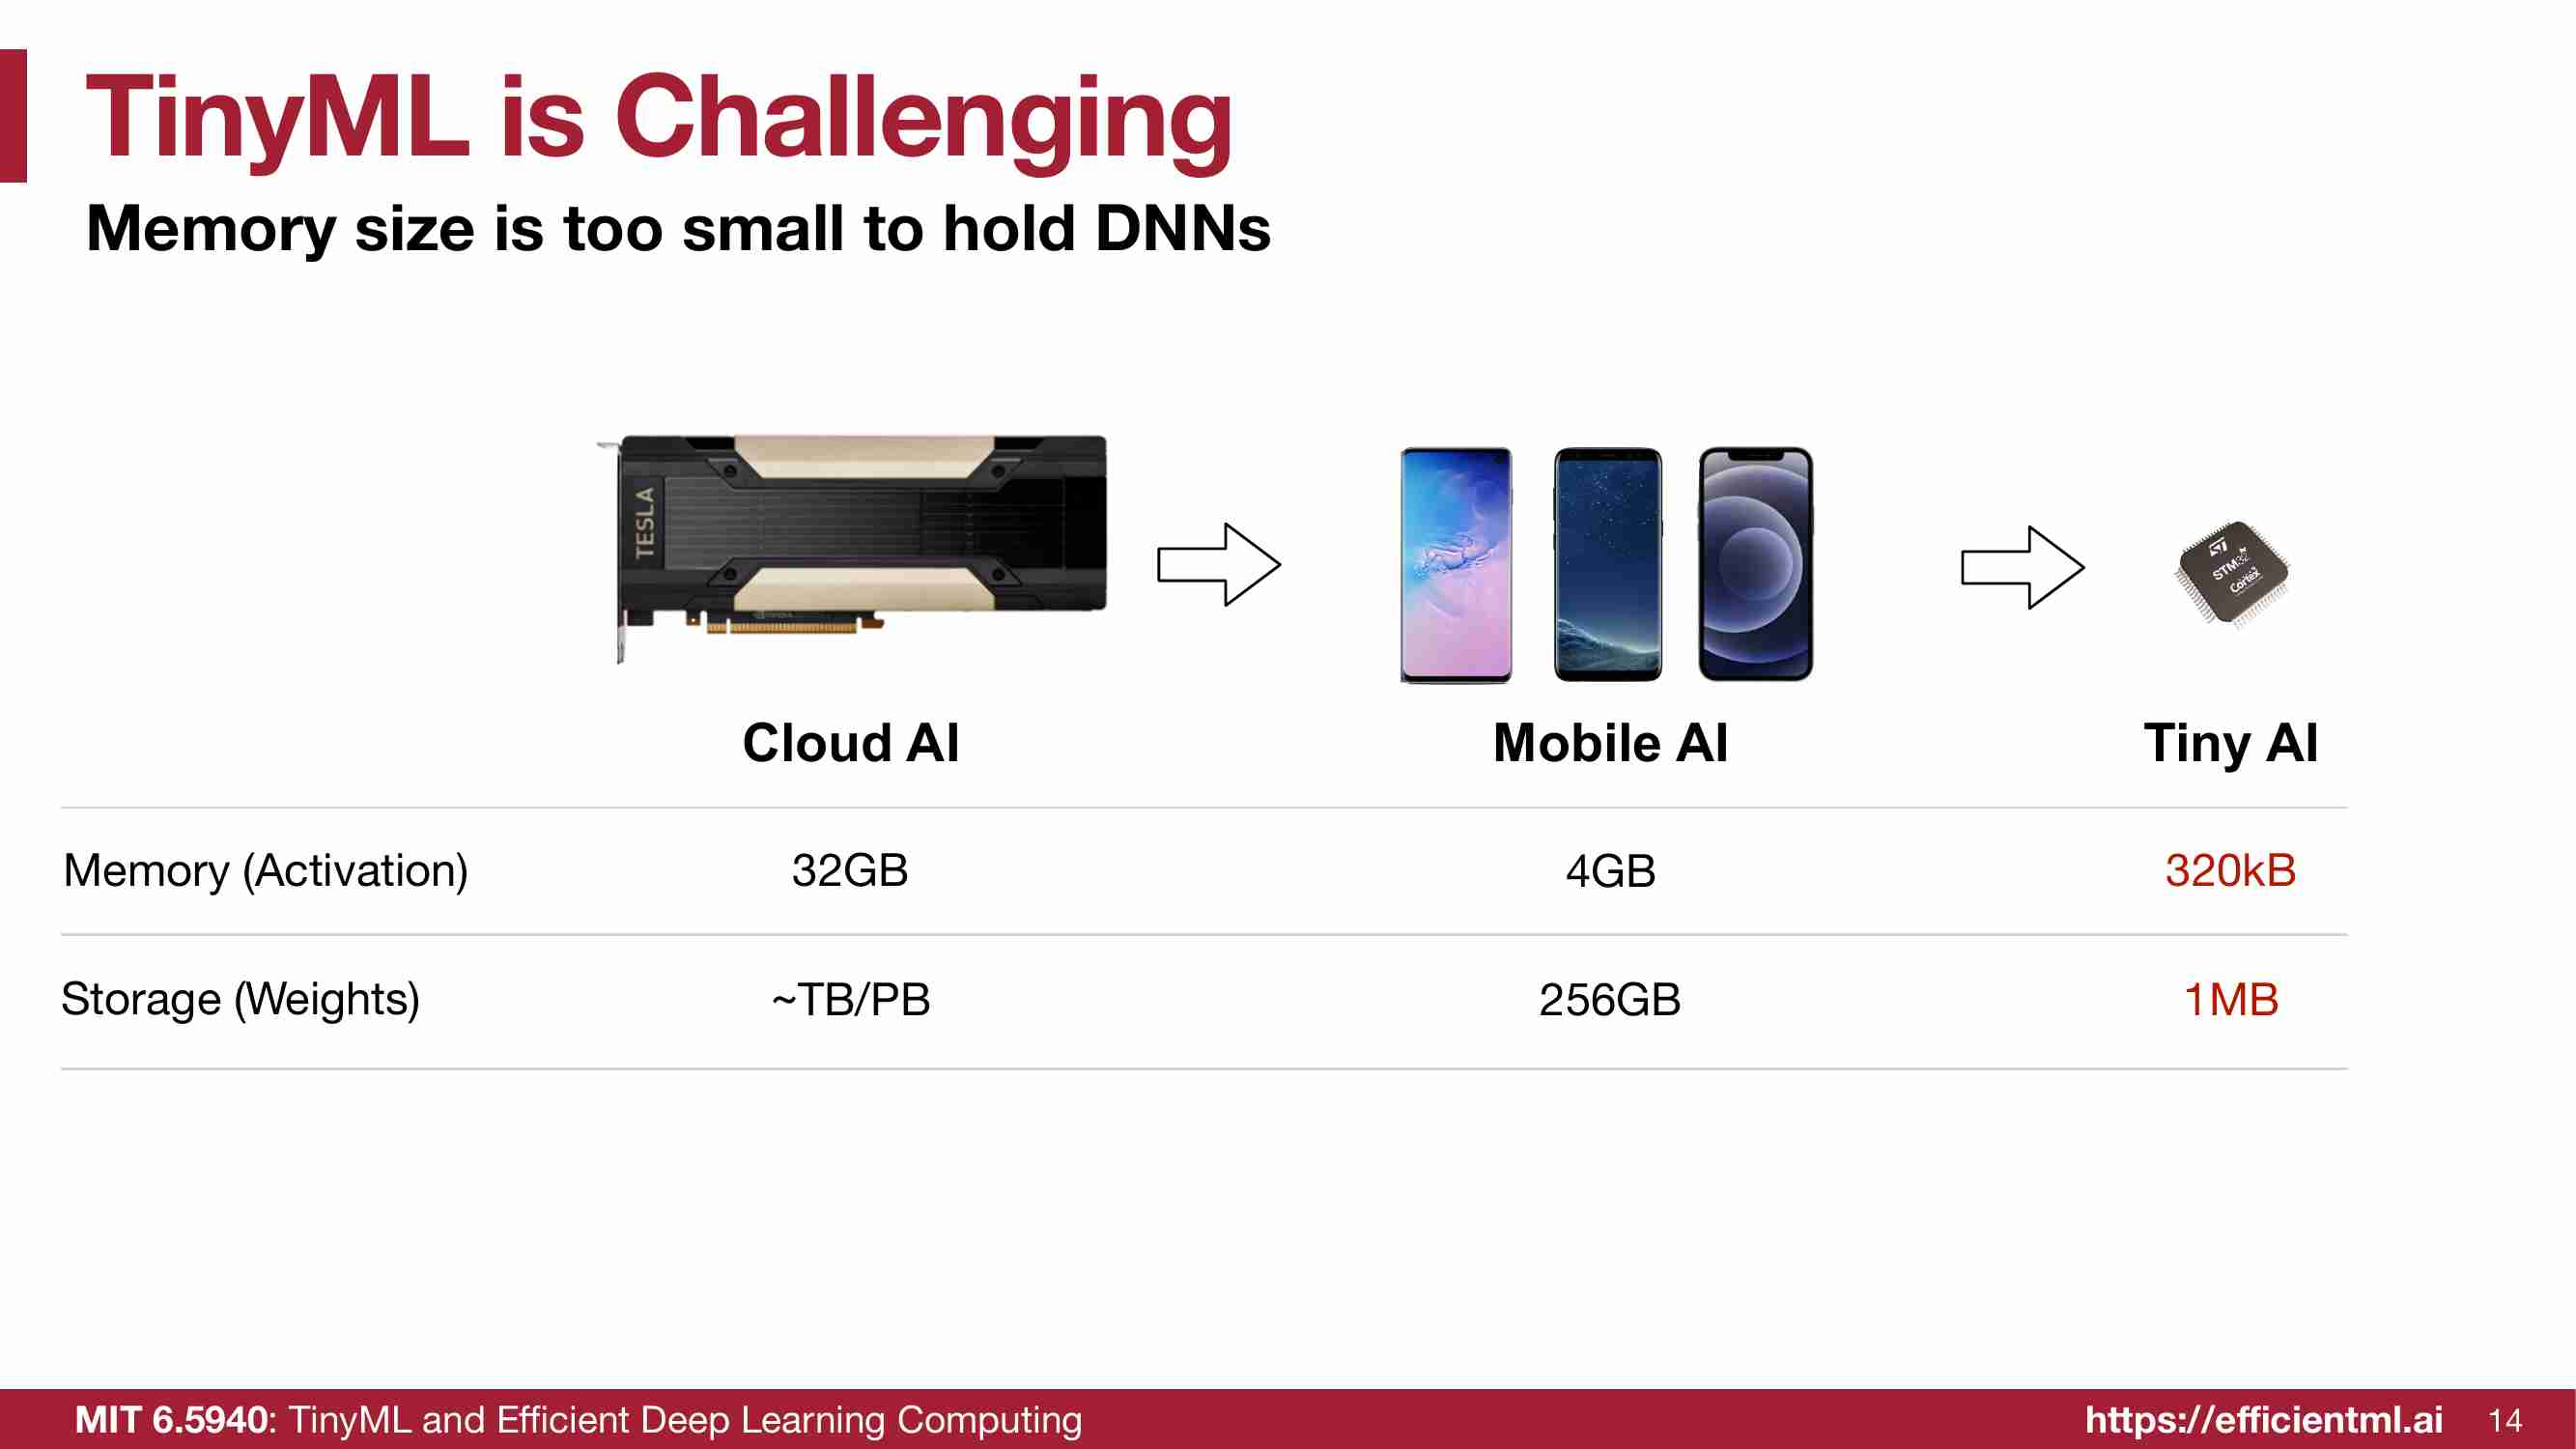 TinyML is Challenging
Memory size is too small to hold DNNs
TESLA
STM32
Cortex
Cloud AI
Mobile AI
Tiny AI
Memory (Activation)
32GB
4GB
320kB
Storage (Weights)
~TB/PB
256GB
1MB
MIT 6.5940: TinyML and Efficient Deep Learning Computing
https://efficientml.ai
14